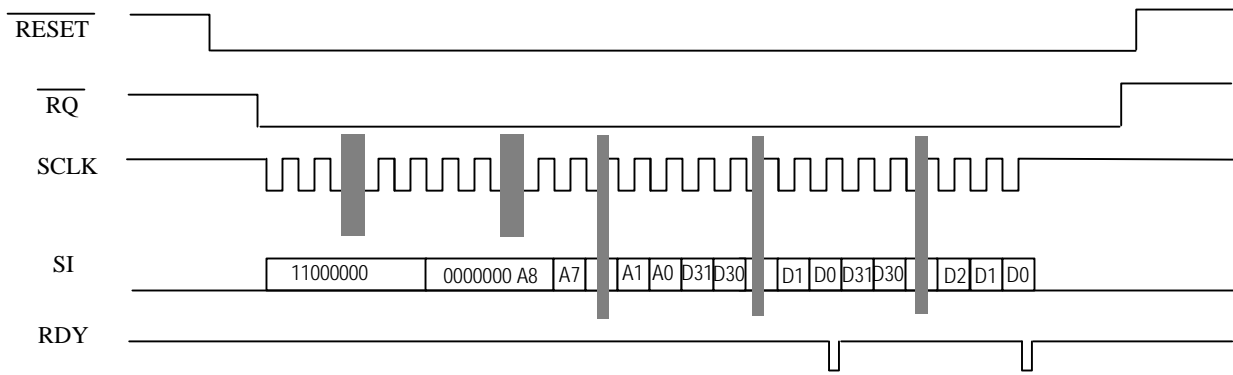 RESET
RQ
SCLK
SI 11000000 0000000 A8 A7 A1 A0 D31 D30 D1 D0 D31 D30 D2 D1 D0
RDY